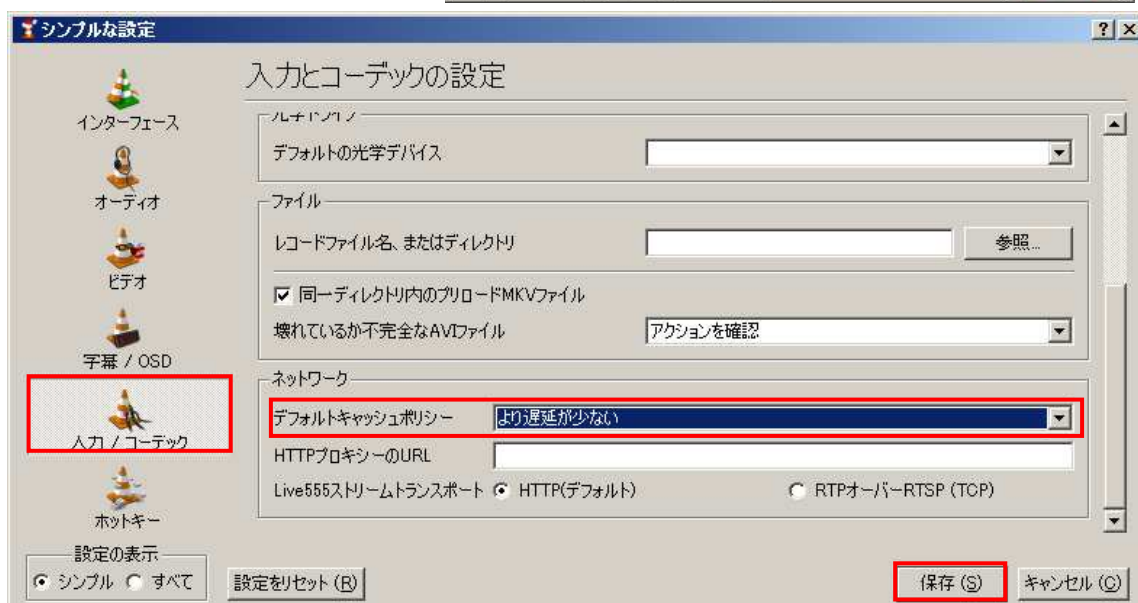 シンプルな設定
入力とコーデックの設定
インターフェース
オーディオ
ビデオ
字幕 / OSD
入力 / コーデック
ホットキー
デフォルトの光学デバイス
ファイル
レコードファイル名、またはディレクトリ
参照...
同一ディレクトリ内のプリロードMKVファイル
壊れているか不完全なAVIファイル
アクションを確認
ネットワーク
デフォルトキャッシュポリシー
より遅延が少ない
HTTPプロキシーのURL
Live555ストリームトランスポート
HTTP(デフォルト)
RTPオーバーRTSP (TCP)
設定の表示
シンプル
すべて
設定をリセット (R)
保存 (S)
キャンセル (C)